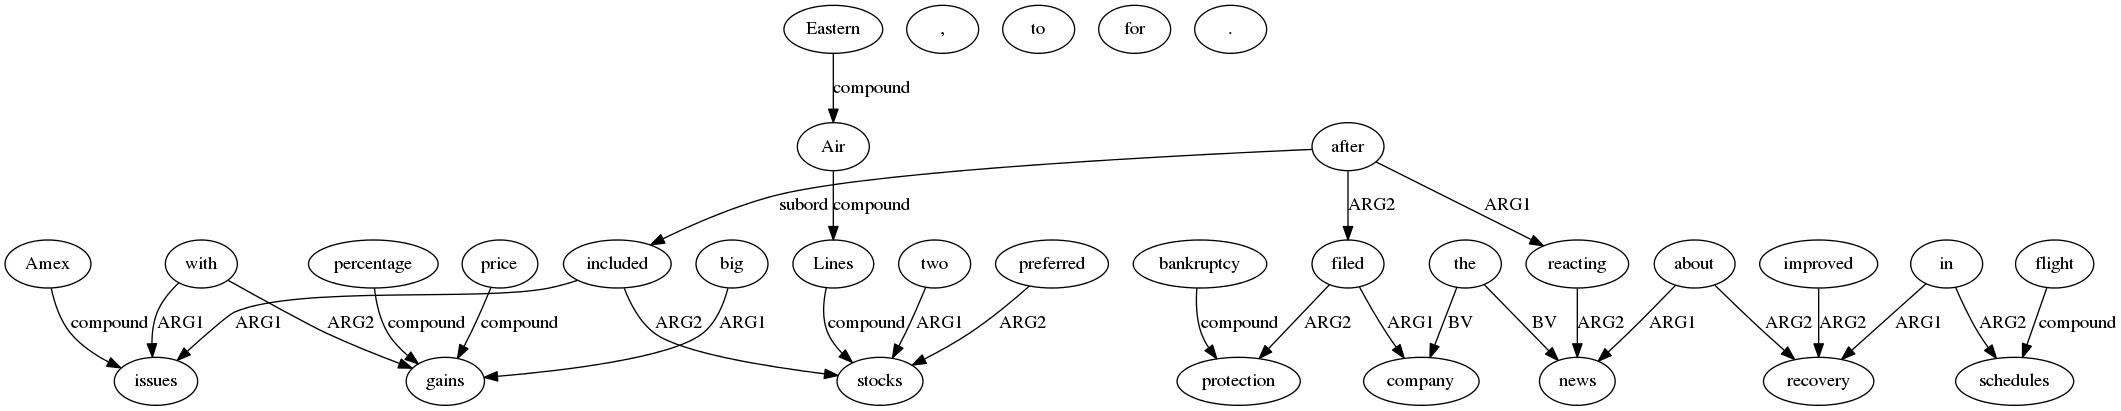 Eastern , to for .
compound
Air after
subord compound ARG2 ARG1
Amex with percentage price included big Lines two preferred bankruptcy filed the reacting about improved in flight
compound ARG1 ARG1 compound compound ARG2 ARG2 ARG1 compound ARG1 ARG2 compound ARG2 ARG1 BV BV ARG2 ARG1 ARG2 ARG2 ARG1 ARG2 compound
issues gains stocks protection company news recovery schedules